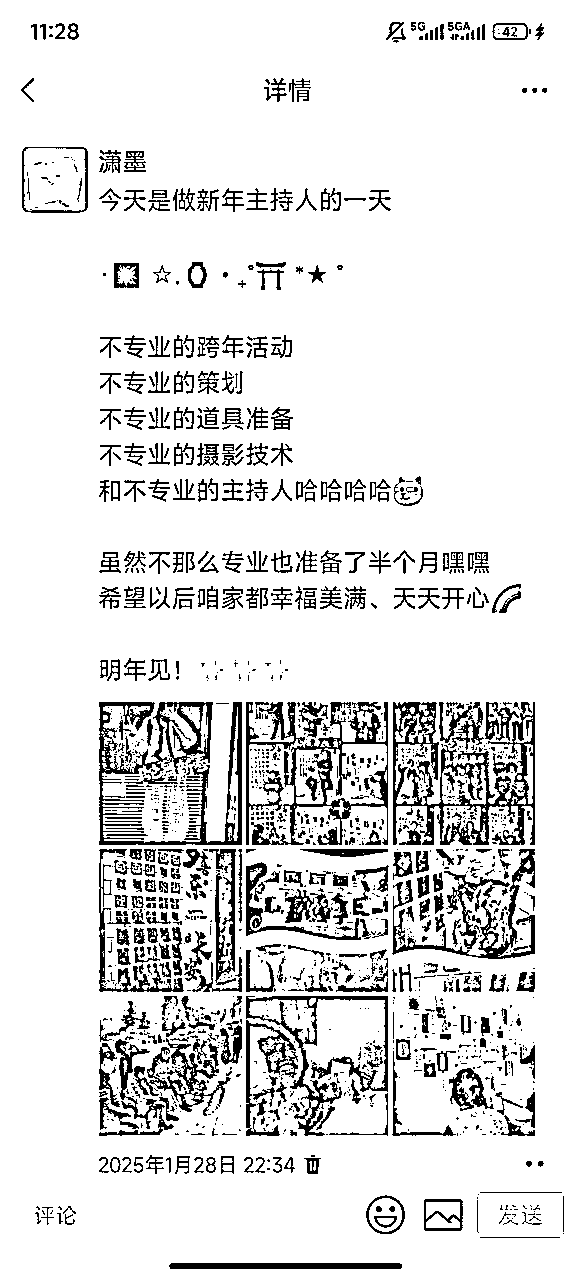 11:28
5G 5GA 42
详情
潇墨
今天是做新年主持人的一天
不专业的跨年活动
不专业的策划
不专业的道具准备
不专业的摄影技术
和不专业的主持人哈哈哈哈
虽然不那么专业也准备了半个月嘿嘿
希望以后咱家都幸福美满、天天开心
明年见！
2025年1月28日 22:34
评论
发送